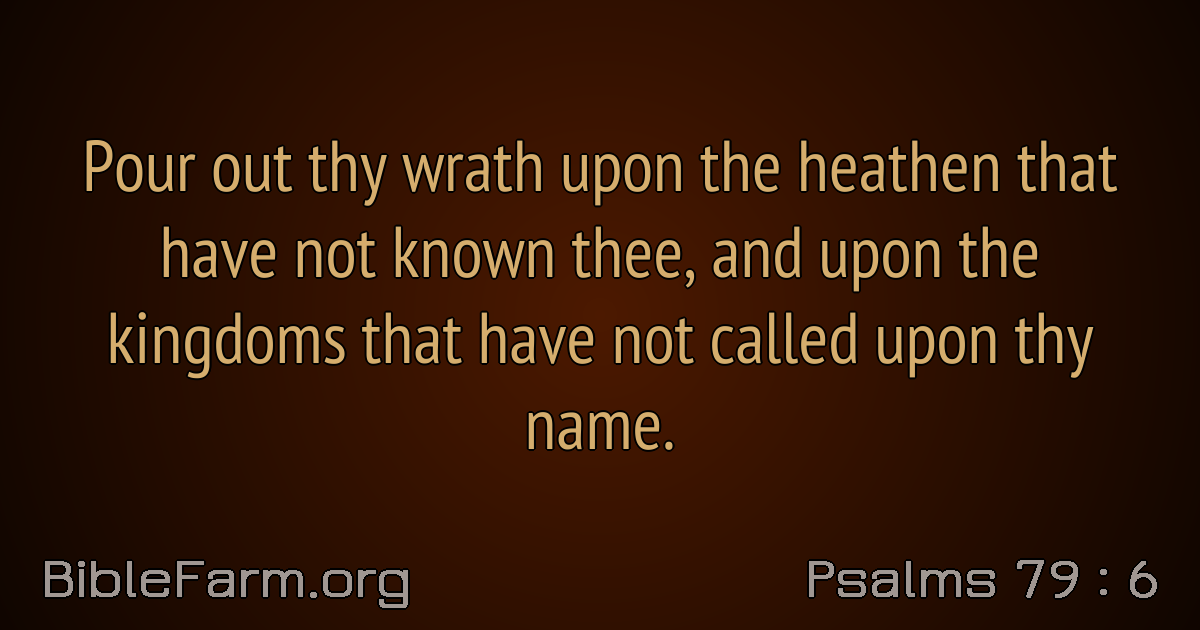 Pour out thy wrath upon the heathen that
have not known thee, and upon the
kingdoms that have not called upon thy
name.
BibleFarm.org
Psalms 79 : 6